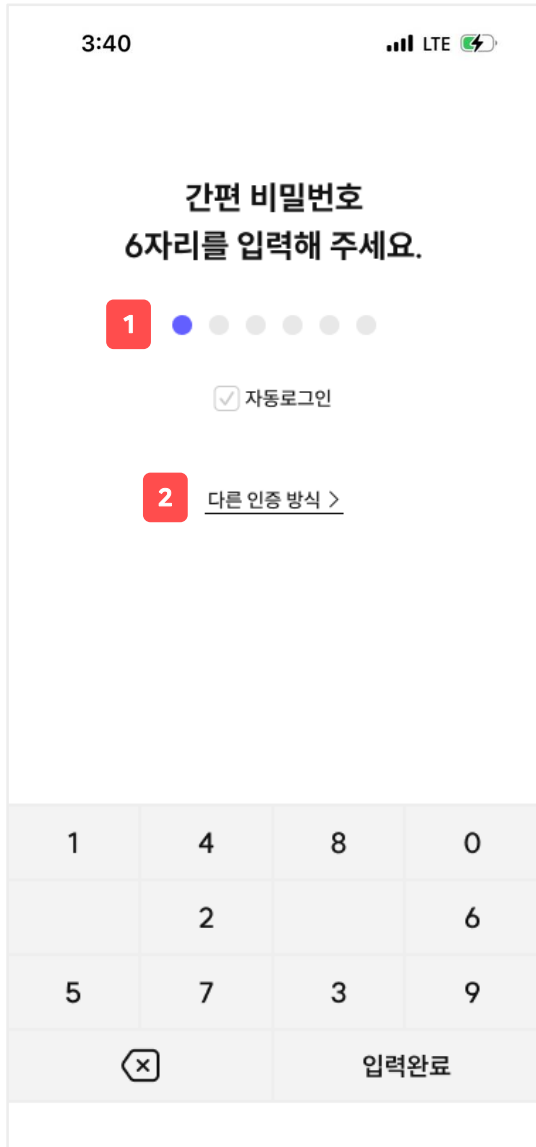 3:40 LTE
간편 비밀번호
6자리를 입력해 주세요.
1
자동로그인
2 다른 인증 방식 >
1 4 8 0
2 6
5 7 3 9
입력완료